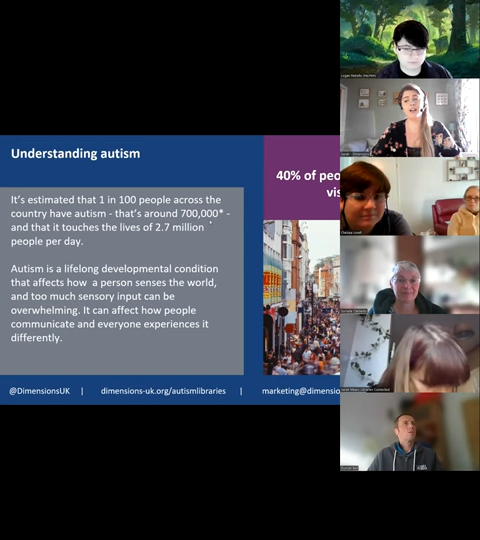 Understanding autism
It's estimated that 1 in 100 people across the
country have autism - that's around 700,000* -
and that it touches the lives of 2.7 million
people per day.
Autism is a lifelong developmental condition
that affects how a person senses the world,
and too much sensory input can be
overwhelming. It can affect how people
communicate and everyone experiences it
differently.
40% of
vis
@DimensionsUK | dimensions-uk.org/autismlibraries | marketing@dimensio